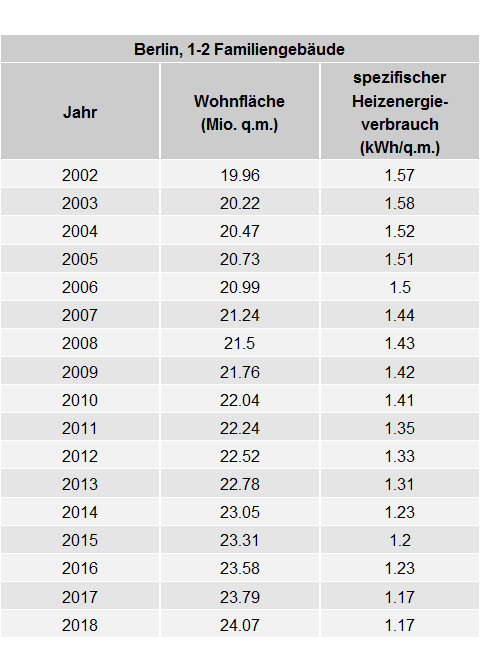 Berlin, 1-2 Familiengebäude
Jahr Wohnfläche (Mio. q.m.) spezifischer Heizenergie-verbrauch (kWh/q.m.)
2002 19.96 1.57
2003 20.22 1.58
2004 20.47 1.52
2005 20.73 1.51
2006 20.99 1.5
2007 21.24 1.44
2008 21.5 1.43
2009 21.76 1.42
2010 22.04 1.41
2011 22.24 1.35
2012 22.52 1.33
2013 22.78 1.31
2014 23.05 1.23
2015 23.31 1.2
2016 23.58 1.23
2017 23.79 1.17
2018 24.07 1.17